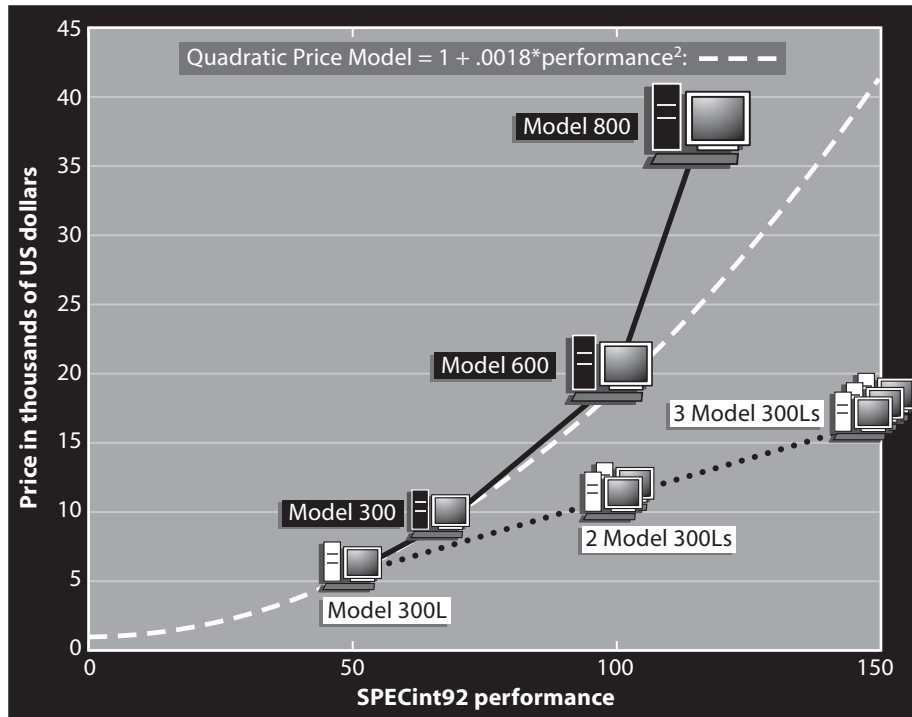 45
Quadratic Price Model = 1 + .0018*performance²:
40
Model 800
35
30
25
Model 600
20
3 Model 300Ls
15
Model 300
10
2 Model 300Ls
5
Model 300L
0
0 50 100 150
Price in thousands of US dollars
SPECint92 performance